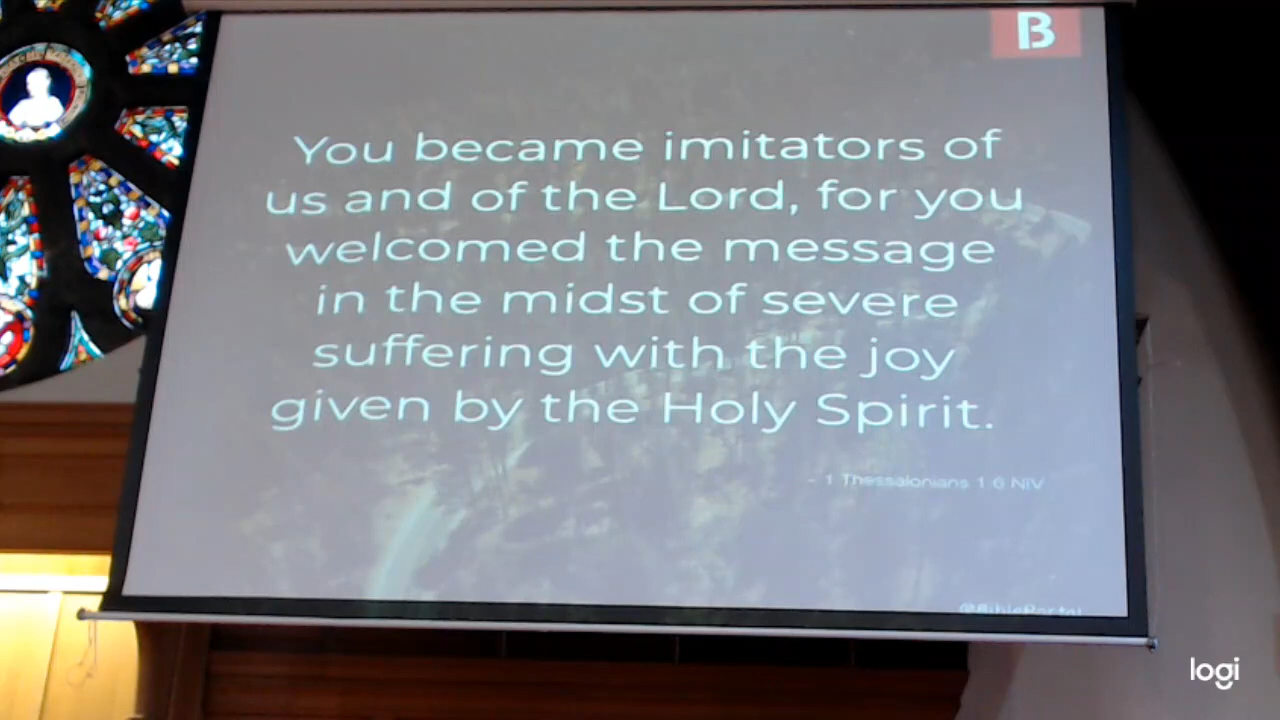 B
You became imitators of
us and of the Lord, for you
welcomed the message
in the midst of severe
suffering with the joy
given by the Holy Spirit.
- 1 Thessalonians 1:6 NIV
@BiblePortal
logi